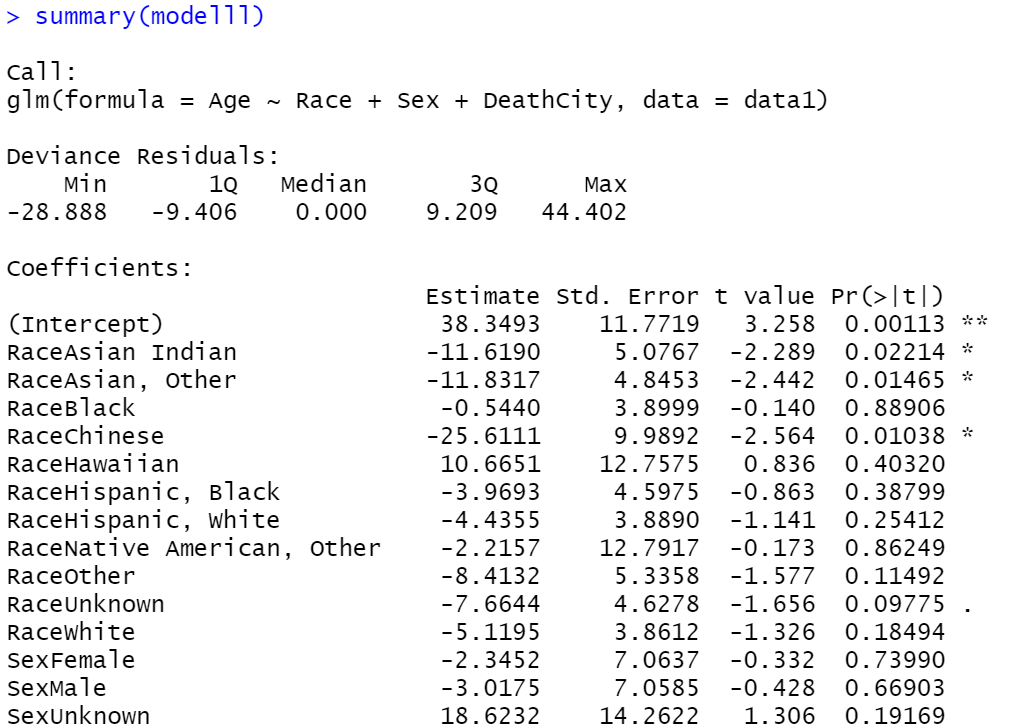 > summary(modelll)
Call:
glm(formula = Age ~ Race + Sex + DeathCity, data = data1)
Deviance Residuals:
Min 1Q Median 3Q Max
-28.888 -9.406 0.000 9.209 44.402
Coefficients:
Estimate Std. Error t value Pr(>|t|)
(Intercept) 38.3493 11.7719 3.258 0.00113 **
RaceAsian Indian -11.6190 5.0767 -2.289 0.02214 *
RaceAsian, Other -11.8317 4.8453 -2.442 0.01465 *
RaceBlack -0.5440 3.8999 -0.140 0.88906
RaceChinese -25.6111 9.9892 -2.564 0.01038 *
RaceHawaiian 10.6651 12.7575 0.836 0.40320
RaceHispanic, Black -3.9693 4.5975 -0.863 0.38799
RaceHispanic, White -4.4355 3.8890 -1.141 0.25412
RaceNative American, Other -2.2157 12.7917 -0.173 0.86249
RaceOther -8.4132 5.3358 -1.577 0.11492
RaceUnknown -7.6644 4.6278 -1.656 0.09775 .
RaceWhite -5.1195 3.8612 -1.326 0.18494
SexFemale -2.3452 7.0637 -0.332 0.73990
SexMale -3.0175 7.0585 -0.428 0.66903
SexUnknown 18.6232 14.2622 1.306 0.19169